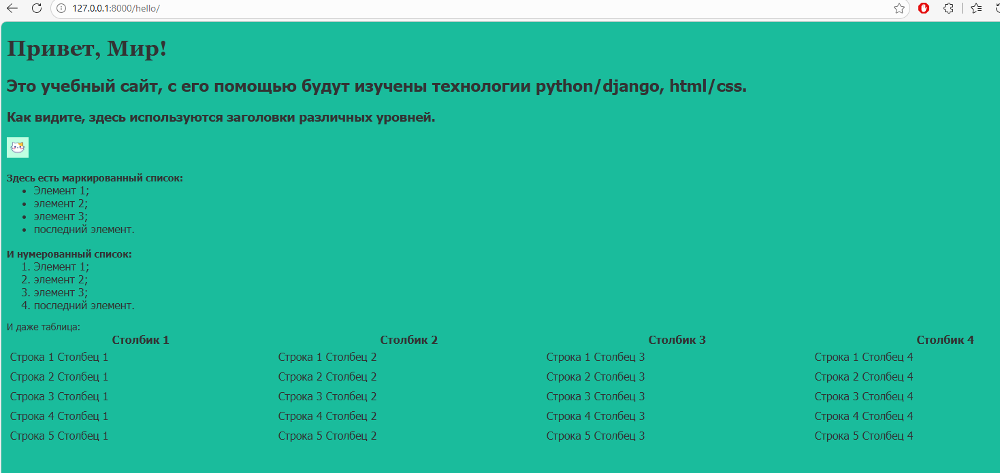 127.0.0.1:8000/hello/
Привет, Мир!
Это учебный сайт, с его помощью будут изучены технологии python/django, html/css.
Как видите, здесь используются заголовки различных уровней.
Здесь есть маркированный список:
• Элемент 1;
• элемент 2;
• элемент 3;
• последний элемент.
И нумерованный список:
1. Элемент 1;
2. элемент 2;
3. элемент 3;
4. последний элемент.
И даже таблица:
Столбик 1 Столбик 2 Столбик 3 Столбик 4
Строка 1 Столбец 1 Строка 1 Столбец 2 Строка 1 Столбец 3 Строка 1 Столбец 4
Строка 2 Столбец 1 Строка 2 Столбец 2 Строка 2 Столбец 3 Строка 2 Столбец 4
Строка 3 Столбец 1 Строка 3 Столбец 2 Строка 3 Столбец 3 Строка 3 Столбец 4
Строка 4 Столбец 1 Строка 4 Столбец 2 Строка 4 Столбец 3 Строка 4 Столбец 4
Строка 5 Столбец 1 Строка 5 Столбец 2 Строка 5 Столбец 3 Строка 5 Столбец 4